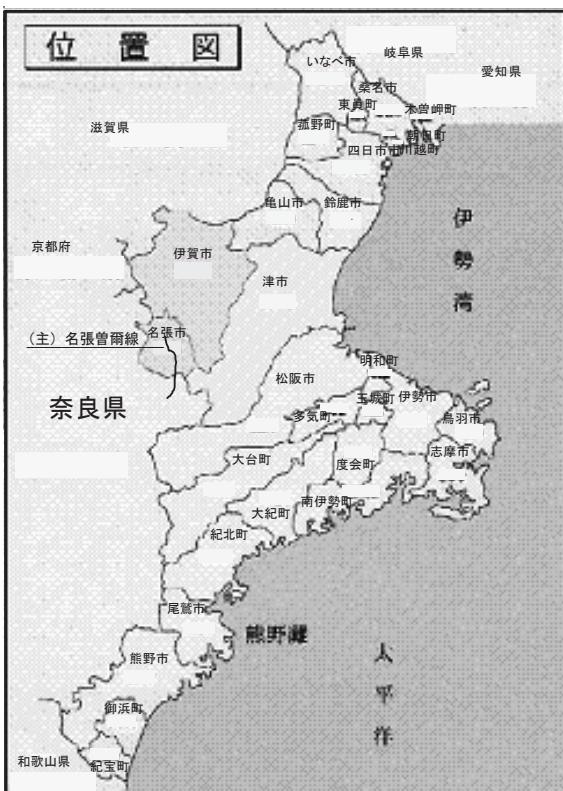 位置図
岐阜県
いなべ市
愛知県
桑名市
東員町
木曽岬町
滋賀県
菰野町
朝日町
四日市市
川越町
亀山市
鈴鹿市
伊勢湾
京都府
伊賀市
津市
名張市
(主)名張曽爾線
明和町
松阪市
奈良県
玉城町
伊勢市
多気町
鳥羽市
大台町
度会町
志摩市
大紀町
南伊勢町
紀北町
尾鷲市
熊野灘
熊野市
太平洋
御浜町
和歌山県
紀宝町